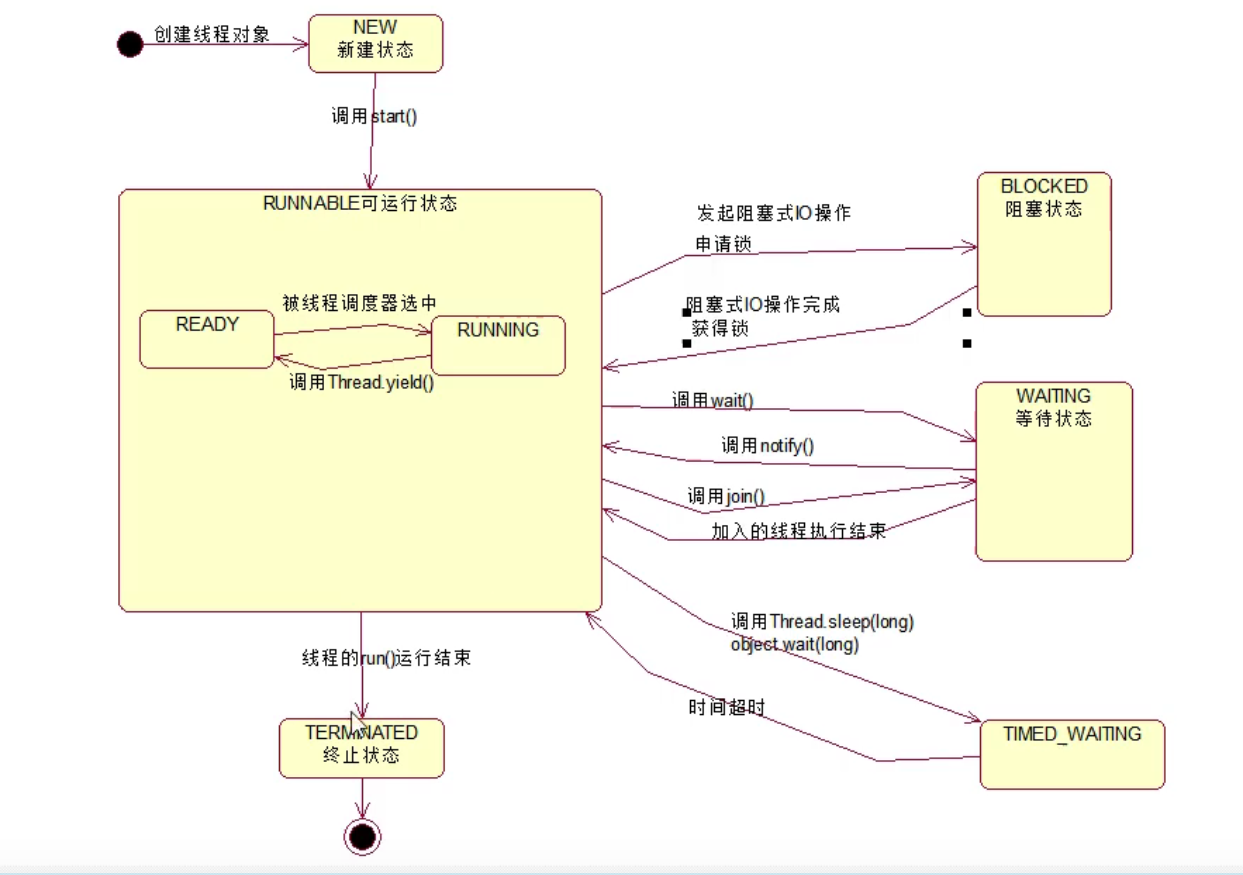 创建线程对象
NEW
新建状态
调用start()
RUNNABLE可运行状态
READY
被线程调度器选中
RUNNING
调用Thread.yield()
发起阻塞式IO操作
申请锁
BLOCKED
阻塞状态
阻塞式IO操作完成
获得锁
调用wait()
WAITING
等待状态
调用notify()
调用join()
加入的线程执行结束
调用Thread.sleep(long)
object.wait(long)
时间超时
TIMED_WAITING
线程的run()运行结束
TERMINATED
终止状态